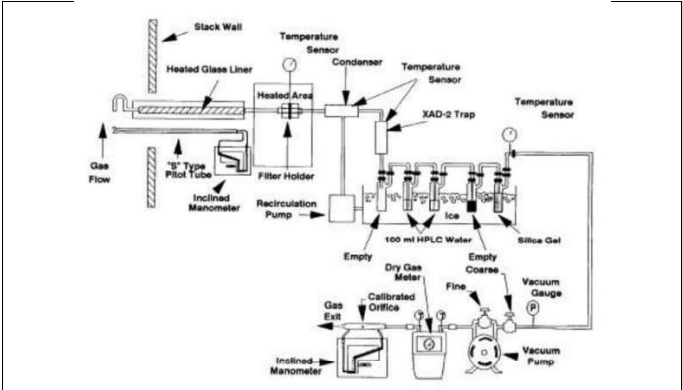 Stack Wall
Temperature
Sensor
Condenser
Temperature
Sensor
Heated Glass Liner
Heated Area
XAD-2 Trap
Temperature
Sensor
Gas
Flow
"S" Type
Pitot Tube
Filter Holder
Inclined
Manometer
Recirculation
Pump
Ice
100 ml HPLC Water
Silica Gel
Empty
Empty
Dry Gas
Meter
Coarse
Fine
Vacuum
Gauge
P
Gas
Exit
Calibrated
Orifice
Inclined
Manometer
Vacuum
Pump